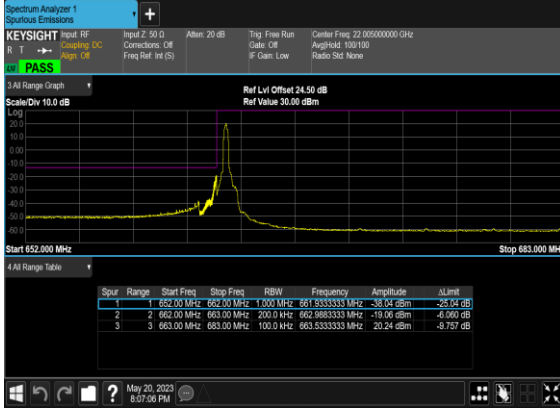 Spectrum Analyzer 1
Spurious Emissions
+
KEYSIGHT Input: RF Input Z: 50 Ω Atten: 20 dB Trig: Free Run Center Freq: 22.005000000 GHz
R T Coupling: DC Corrections: Off Gate: Off Avg|Hold: 100/100
Align: Off Freq Ref: Int (S) IF Gain: Low Radio Std: None
PASS
3 All Range Graph
Ref Lvl Offset 24.50 dB
Scale/Div 10.0 dB Ref Value 30.00 dBm
Log
20.0
10.0
0.00
-10.0
-20.0
-30.0
-40.0
-50.0
-60.0
Start 652.000 MHz Stop 683.000 MH
4 All Range Table
Spur Range Start Freq Stop Freq RBW Frequency Amplitude ΔLimit
1 1 652.00 MHz 662.00 MHz 1.000 MHz 661.9333333 MHz -38.04 dBm -25.04 dB
2 2 662.00 MHz 663.00 MHz 200.0 kHz 662.9883333 MHz -19.06 dBm -6.060 dB
3 3 663.00 MHz 683.00 MHz 100.0 kHz 663.5333333 MHz 20.24 dBm -9.757 dB
? May 20, 2023
8:07:06 PM